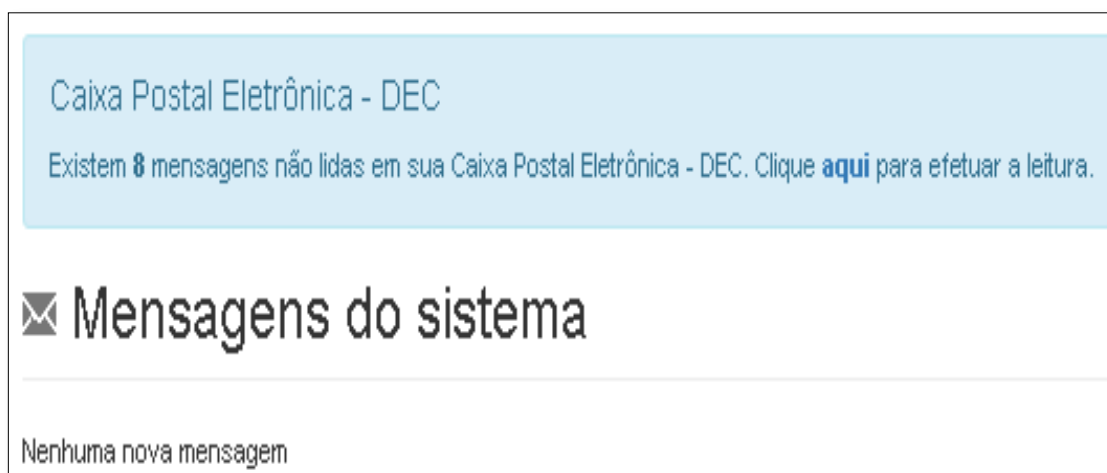 Caixa Postal Eletrônica - DEC
Existem 8 mensagens não lidas em sua Caixa Postal Eletrônica - DEC. Clique aqui para efetuar a leitura.
Mensagens do sistema
Nenhuma nova mensagem